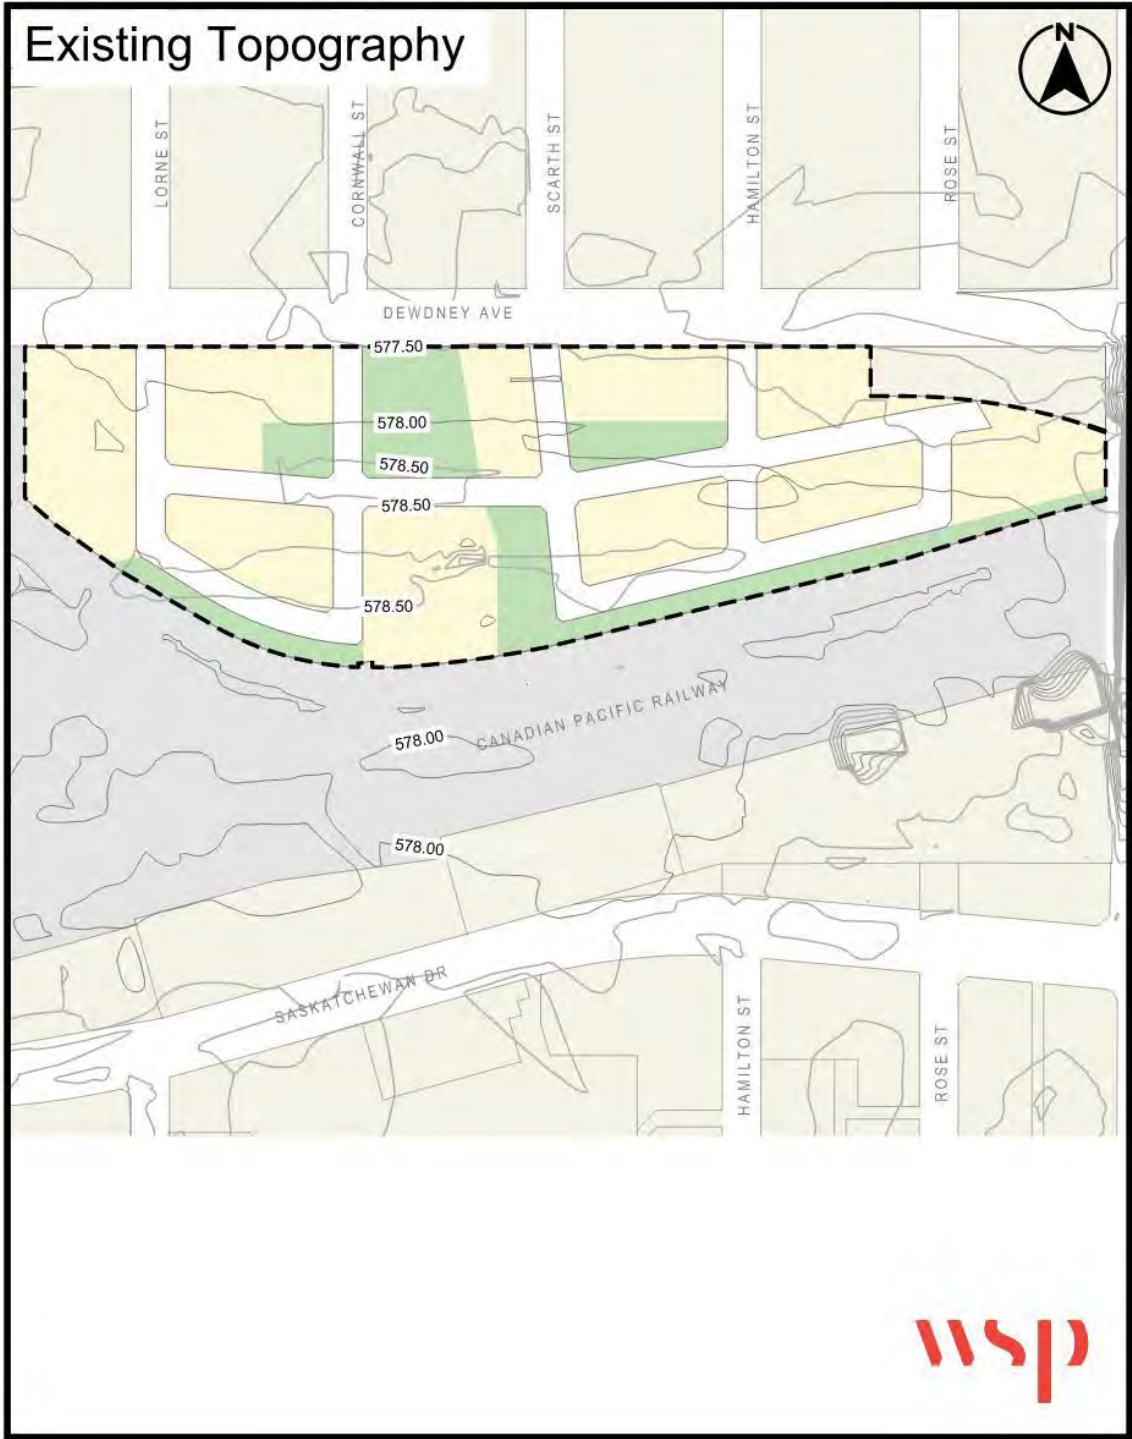 Existing Topography
N
LORNE ST
CORNWALL ST
SCARTH ST
HAMILTON ST
ROSE ST
DEWDNEY AVE
577.50
578.00
578.50
578.50
578.50
CANADIAN PACIFIC RAILWAY
578.00
578.00
SASKATCHEWAN DR
HAMILTON ST
ROSE ST
wsp